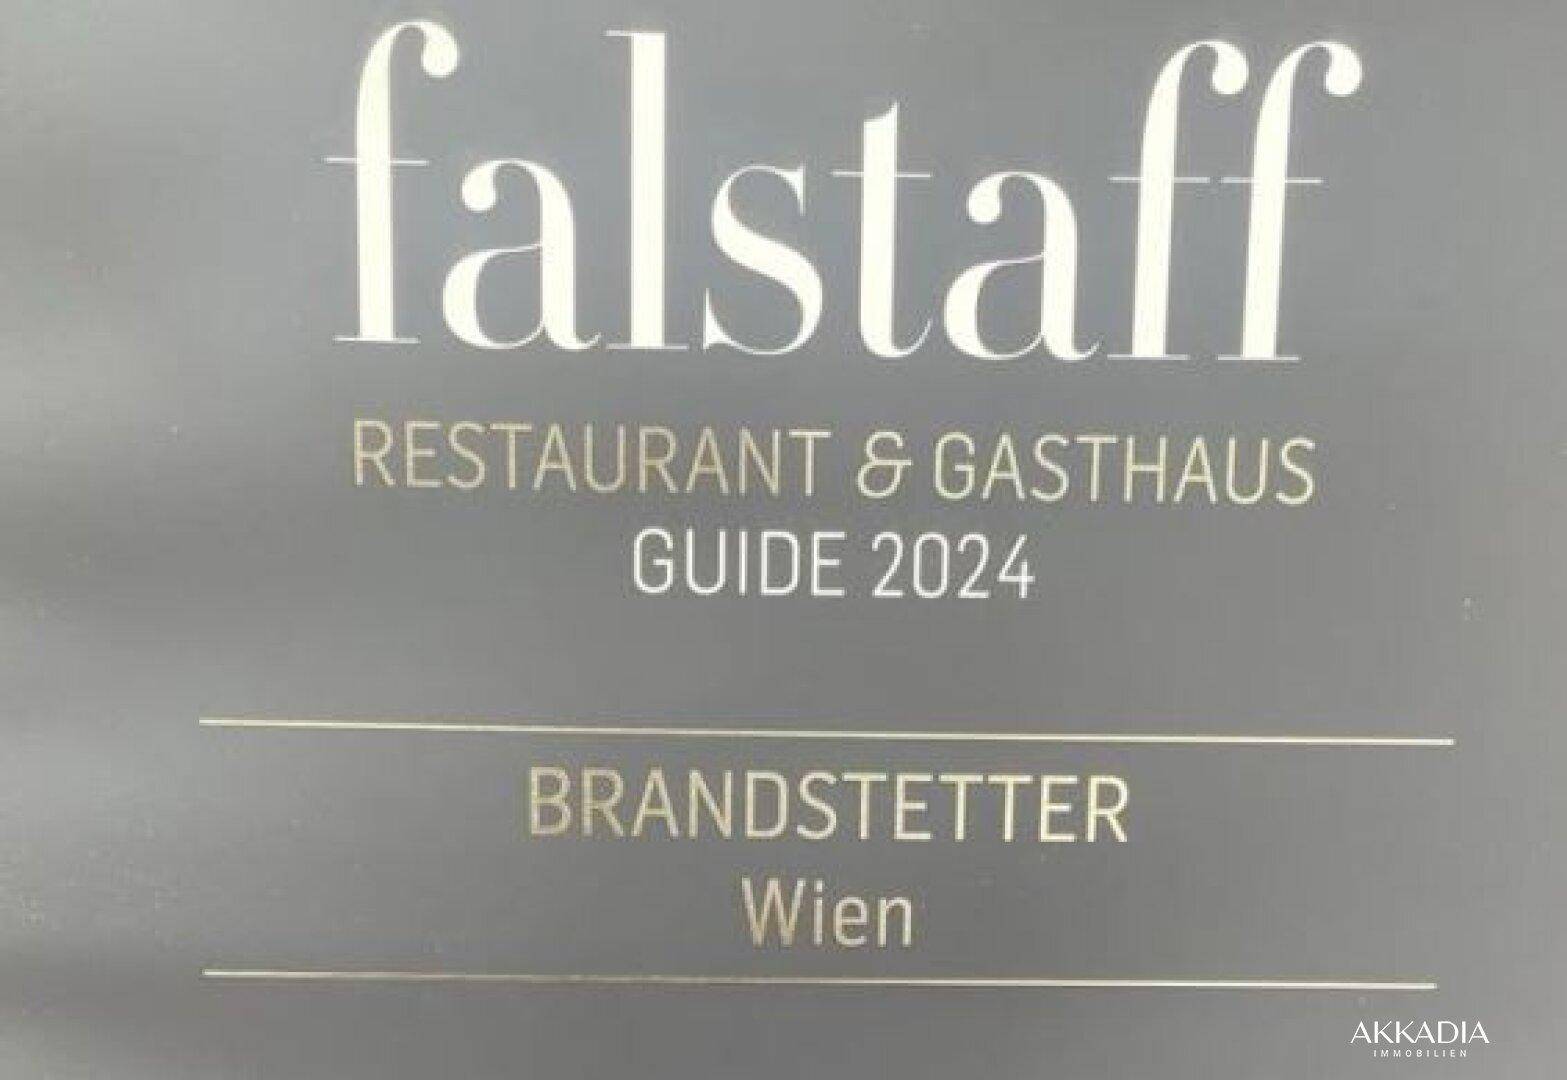 falstaff
RESTAURANT & GASTHAUS
GUIDE 2024
BRANDSTETTER
Wien
AKKADIA
IMMOBILIEN